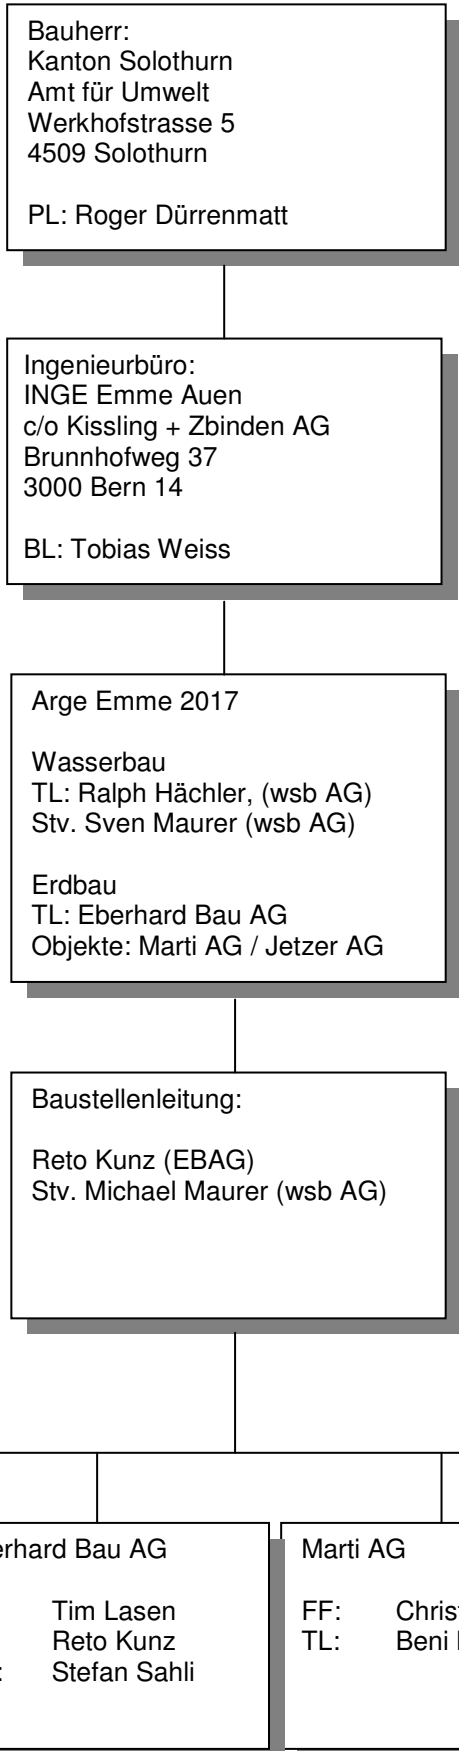 Bauherr:
Kanton Solothurn
Amt für Umwelt
Werkhofstrasse 5
4509 Solothurn
PL: Roger Dürrenmatt
Ingenieurbüro:
INGE Emme Auen
c/o Kissling + Zbinden AG
Brunnhofweg 37
3000 Bern 14
BL: Tobias Weiss
Arge Emme 2017
Wasserbau
TL: Ralph Hächler, (wsb AG)
Stv. Sven Maurer (wsb AG)
Erdbau
TL: Eberhard Bau AG
Objekte: Marti AG / Jetzer AG
Baustellenleitung:
Reto Kunz (EBAG)
Stv. Michael Maurer (wsb AG)
Bau AG
Tim Lasen
Reto Kunz
Stefan Sahli
Marti AG
FF:
TL: Beni